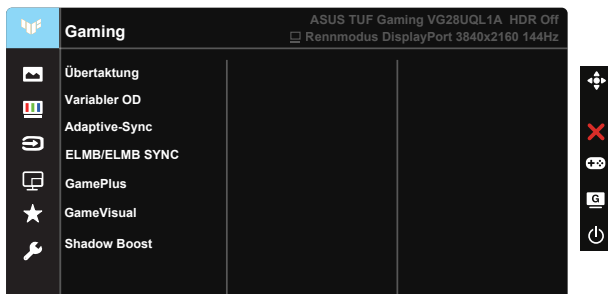 ASUS TUF Gaming VG28UQL1A HDR Off
Gaming
Rennmodus DisplayPort 3840x2160 144Hz
Übertaktung
Variabler OD
Adaptive-Sync
ELMB/ELMB SYNC
GamePlus
GameVisual
Shadow Boost
G